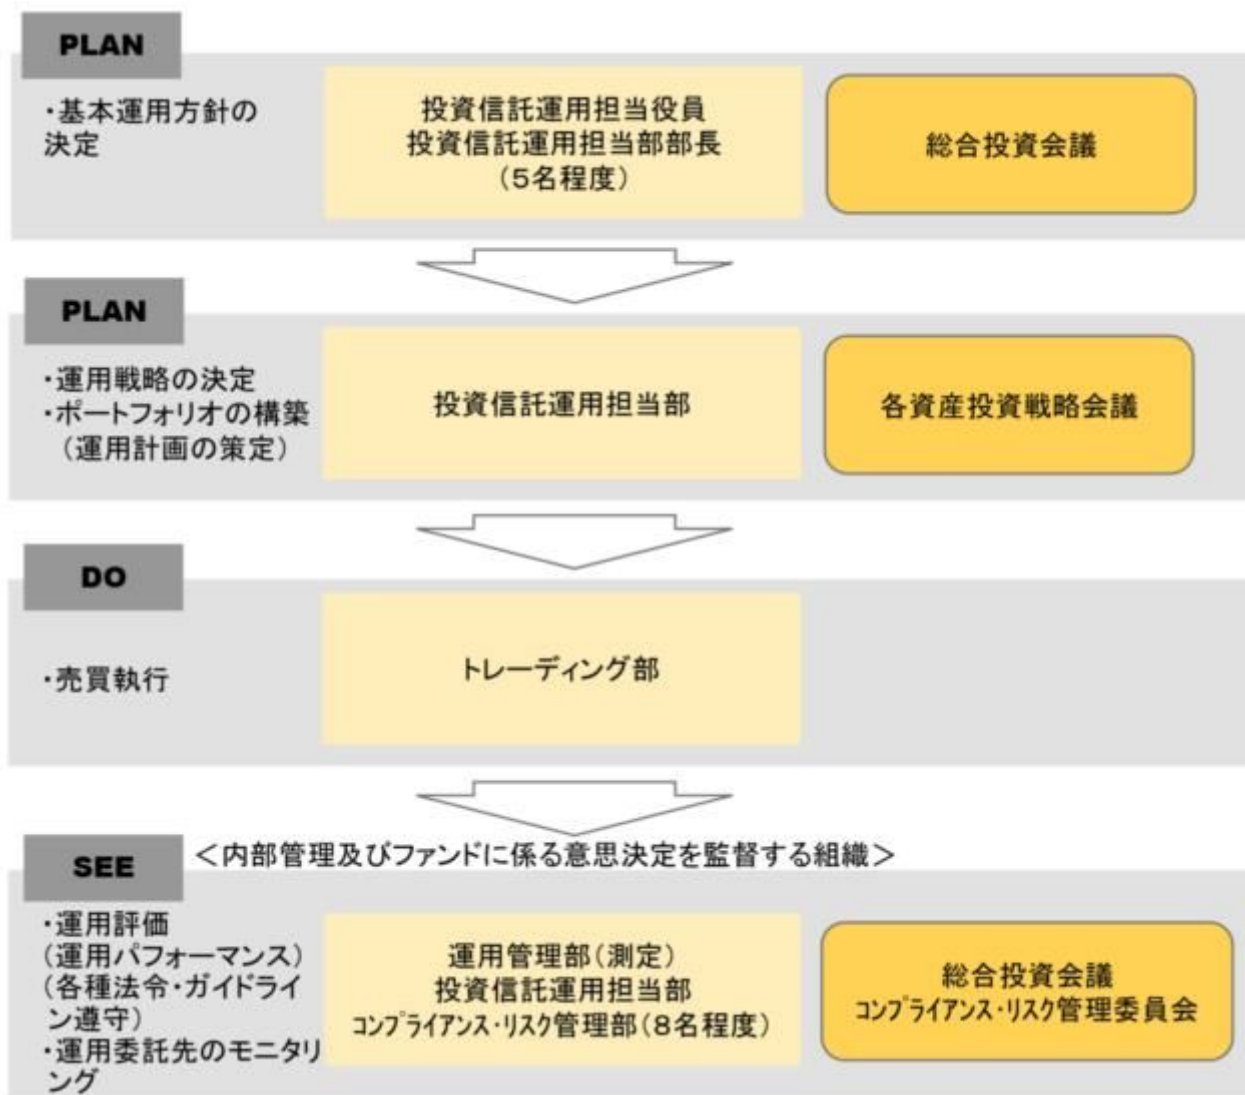 PLAN
・基本運用方針の
決定
投資信託運用担当役員
投資信託運用担当部部長
(5名程度)
総合投資会議
PLAN
・運用戦略の決定
・ポートフォリオの構築
(運用計画の策定)
投資信託運用担当部
各資産投資戦略会議
DO
・売買執行
トレーディング部
SEE
＜内部管理及びファンドに係る意思決定を監督する組織＞
・運用評価
(運用パフォーマンス)
(各種法令・ガイドライ
ン遵守)
・運用委託先のモニタリ
ング
運用管理部(測定)
投資信託運用担当部
ｺﾝﾌﾟﾗｲｱﾝｽ・ﾘｽｸ管理部(8名程度)
総合投資会議
ｺﾝﾌﾟﾗｲｱﾝｽ・ﾘｽｸ管理委員会